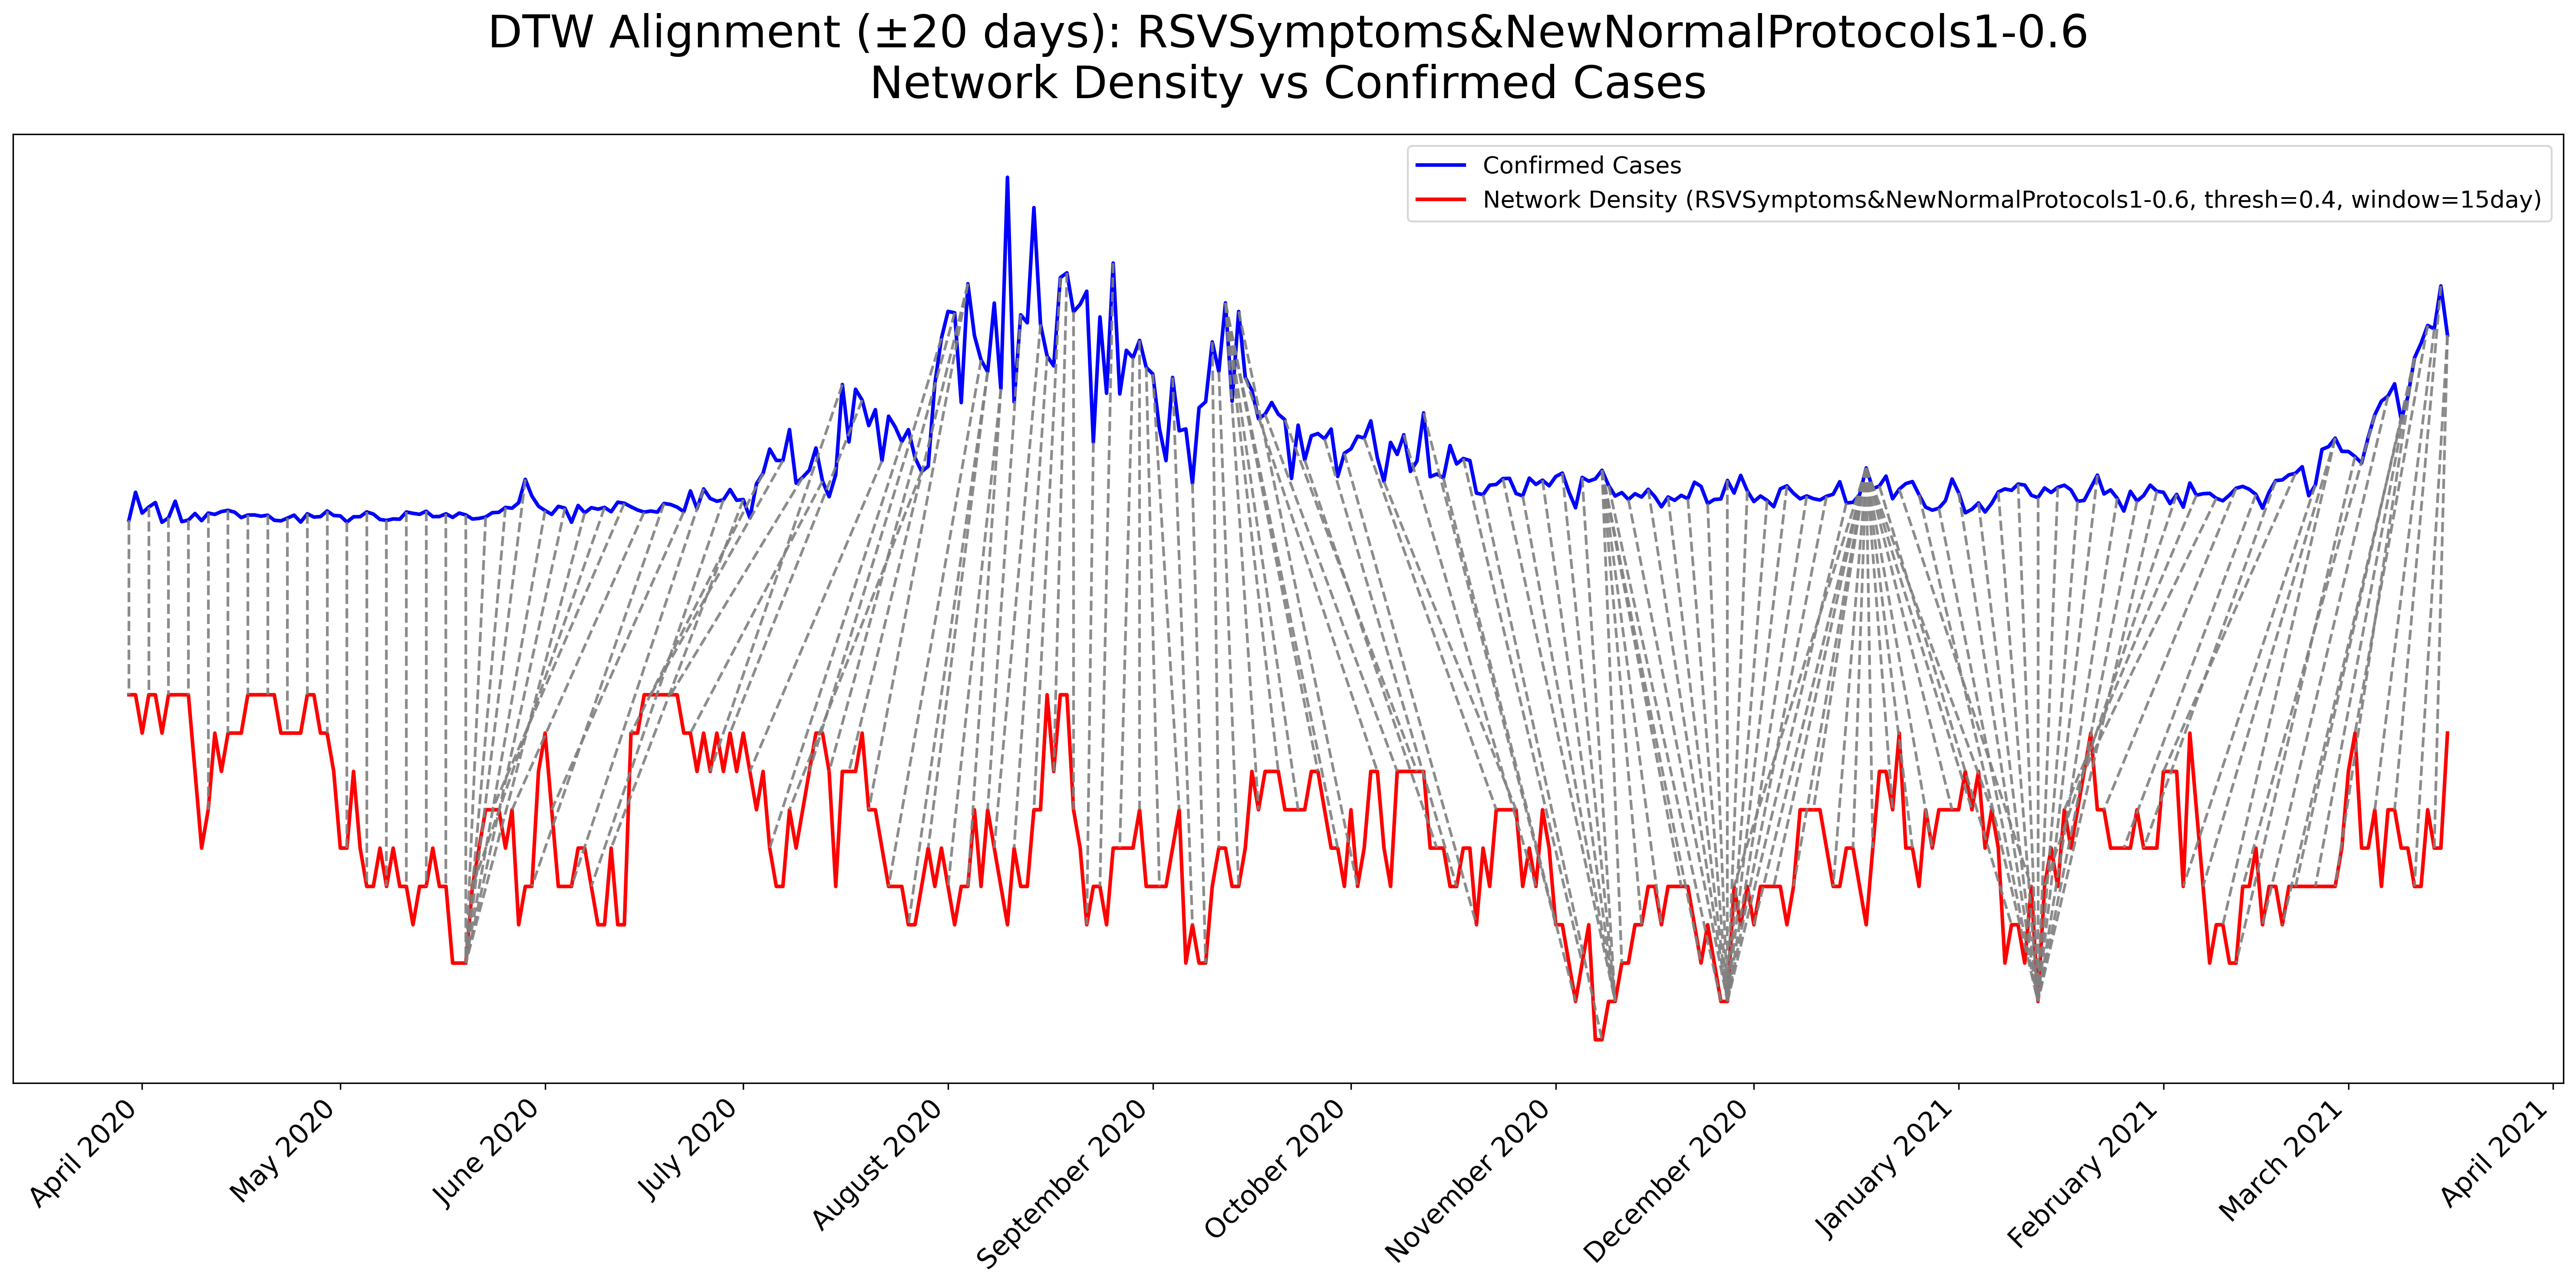 DTW Alignment (±20 days): RSVSymptoms&NewNormalProtocols1-0.6
Network Density vs Confirmed Cases
Confirmed Cases
Network Density (RSVSymptoms&NewNormalProtocols1-0.6, thresh=0.4, window=15day)
April 2020
May 2020
June 2020
July 2020
August 2020
September 2020
October 2020
November 2020
December 2020
January 2021
February 2021
March 2021
April 2021